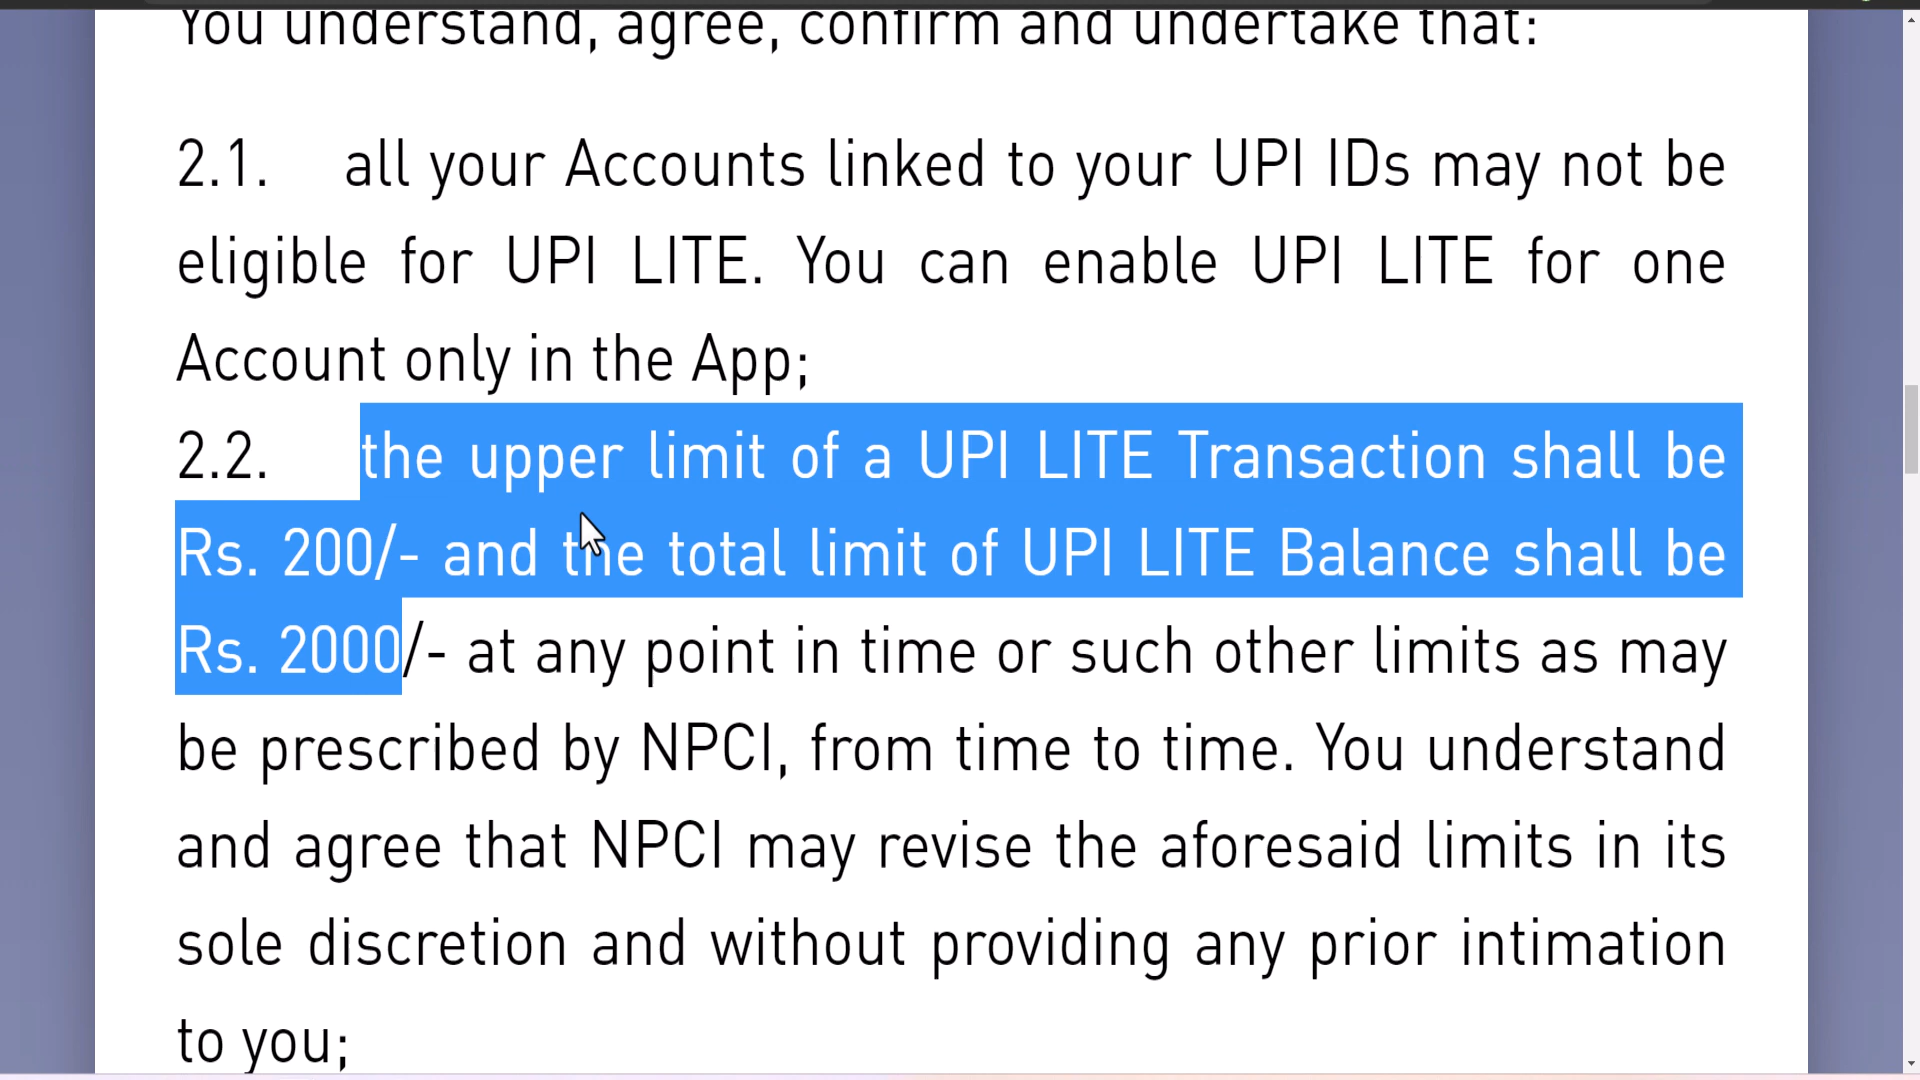 You understand, agree, confirm and undertake that:
2.1. all your Accounts linked to your UPI IDs may not be
eligible for UPI LITE. You can enable UPI LITE for one
Account only in the App;
2.2. the upper limit of a UPI LITE Transaction shall be
Rs. 200/- and the total limit of UPI LITE Balance shall be
Rs. 2000/- at any point in time or such other limits as may
be prescribed by NPCI, from time to time. You understand
and agree that NPCI may revise the aforesaid limits in its
sole discretion and without providing any prior intimation
to you;